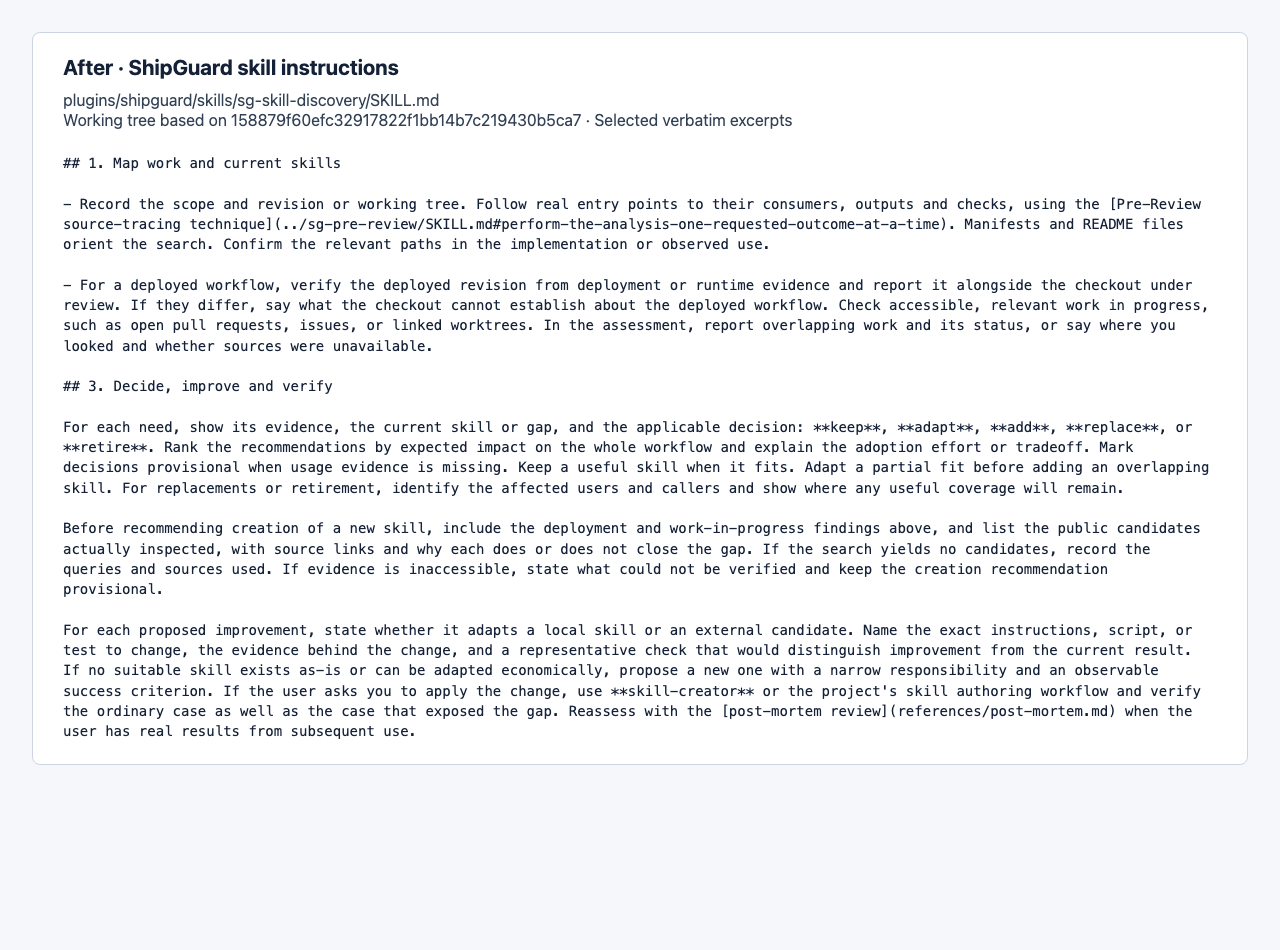 After · ShipGuard skill instructions
plugins/shipguard/skills/sg-skill-discovery/SKILL.md
Working tree based on 158879f60efc32917822f1bb14b7c219430b5ca7 · Selected verbatim excerpts
## 1. Map work and current skills
- Record the scope and revision or working tree. Follow real entry points to their consumers, outputs and checks, using the [Pre-Review
source-tracing technique](../sg-pre-review/SKILL.md#perform-the-analysis-one-requested-outcome-at-a-time). Manifests and README files
orient the search. Confirm the relevant paths in the implementation or observed use.
- For a deployed workflow, verify the deployed revision from deployment or runtime evidence and report it alongside the checkout under
review. If they differ, say what the checkout cannot establish about the deployed workflow. Check accessible, relevant work in progress,
such as open pull requests, issues, or linked worktrees. In the assessment, report overlapping work and its status, or say where you
looked and whether sources were unavailable.
## 3. Decide, improve and verify
For each need, show its evidence, the current skill or gap, and the applicable decision: **keep**, **adapt**, **add**, **replace**, or
**retire**. Rank the recommendations by expected impact on the whole workflow and explain the adoption effort or tradeoff. Mark
decisions provisional when usage evidence is missing. Keep a useful skill when it fits. Adapt a partial fit before adding an overlapping
skill. For replacements or retirement, identify the affected users and callers and show where any useful coverage will remain.
Before recommending creation of a new skill, include the deployment and work-in-progress findings above, and list the public candidates
actually inspected, with source links and why each does or does not close the gap. If the search yields no candidates, record the
queries and sources used. If evidence is inaccessible, state what could not be verified and keep the creation recommendation
provisional.
For each proposed improvement, state whether it adapts a local skill or an external candidate. Name the exact instructions, script, or
test to change, the evidence behind the change, and a representative check that would distinguish improvement from the current result.
If no suitable skill exists as-is or can be adapted economically, propose a new one with a narrow responsibility and an observable
success criterion. If the user asks you to apply the change, use **skill-creator** or the project's skill authoring workflow and verify
the ordinary case as well as the case that exposed the gap. Reassess with the [post-mortem review](references/post-mortem.md) when the
user has real results from subsequent use.